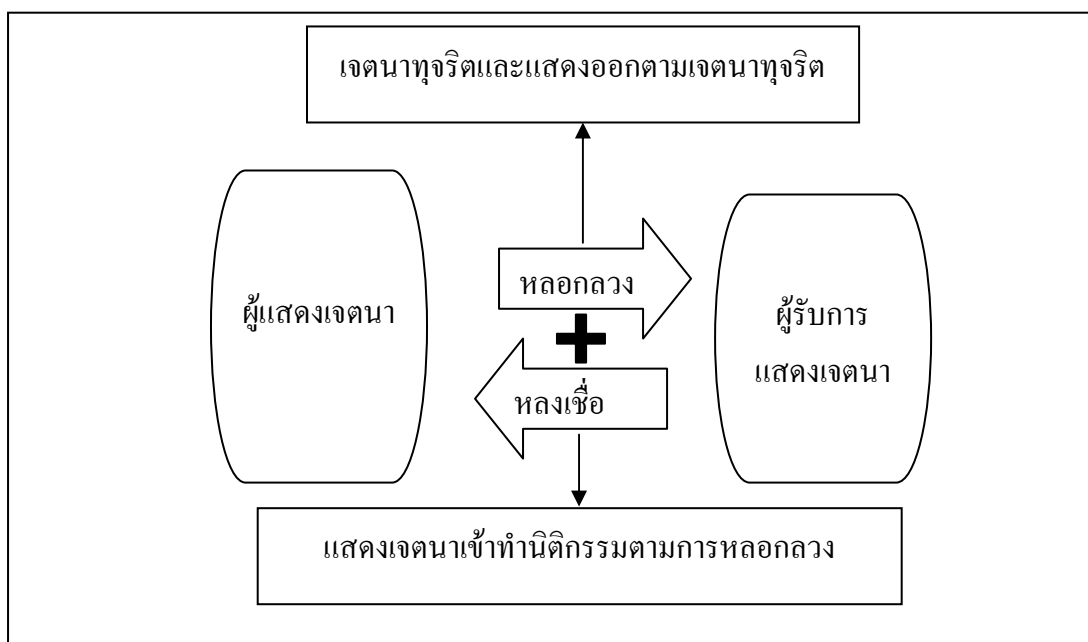 เจตนาทุจริตและแสดงออกตามเจตนาทุจริต
ผู้แสดงเจตนา
หลอกลวง
หลงเชื่อ
ผู้รับการ
แสดงเจตนา
แสดงเจตนาเข้าทำนิติกรรมตามการหลอกลวง